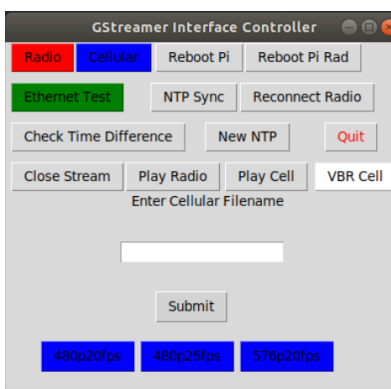 GStreamer Interface Controller
Radio Cellular Reboot Pi Reboot Pi Rad
Ethernet Test NTP Sync Reconnect Radio
Check Time Difference New NTP Quit
Close Stream Play Radio Play Cell VBR Cell
Enter Cellular Filename
Submit
480p20fps 480p25fps 576p20fps